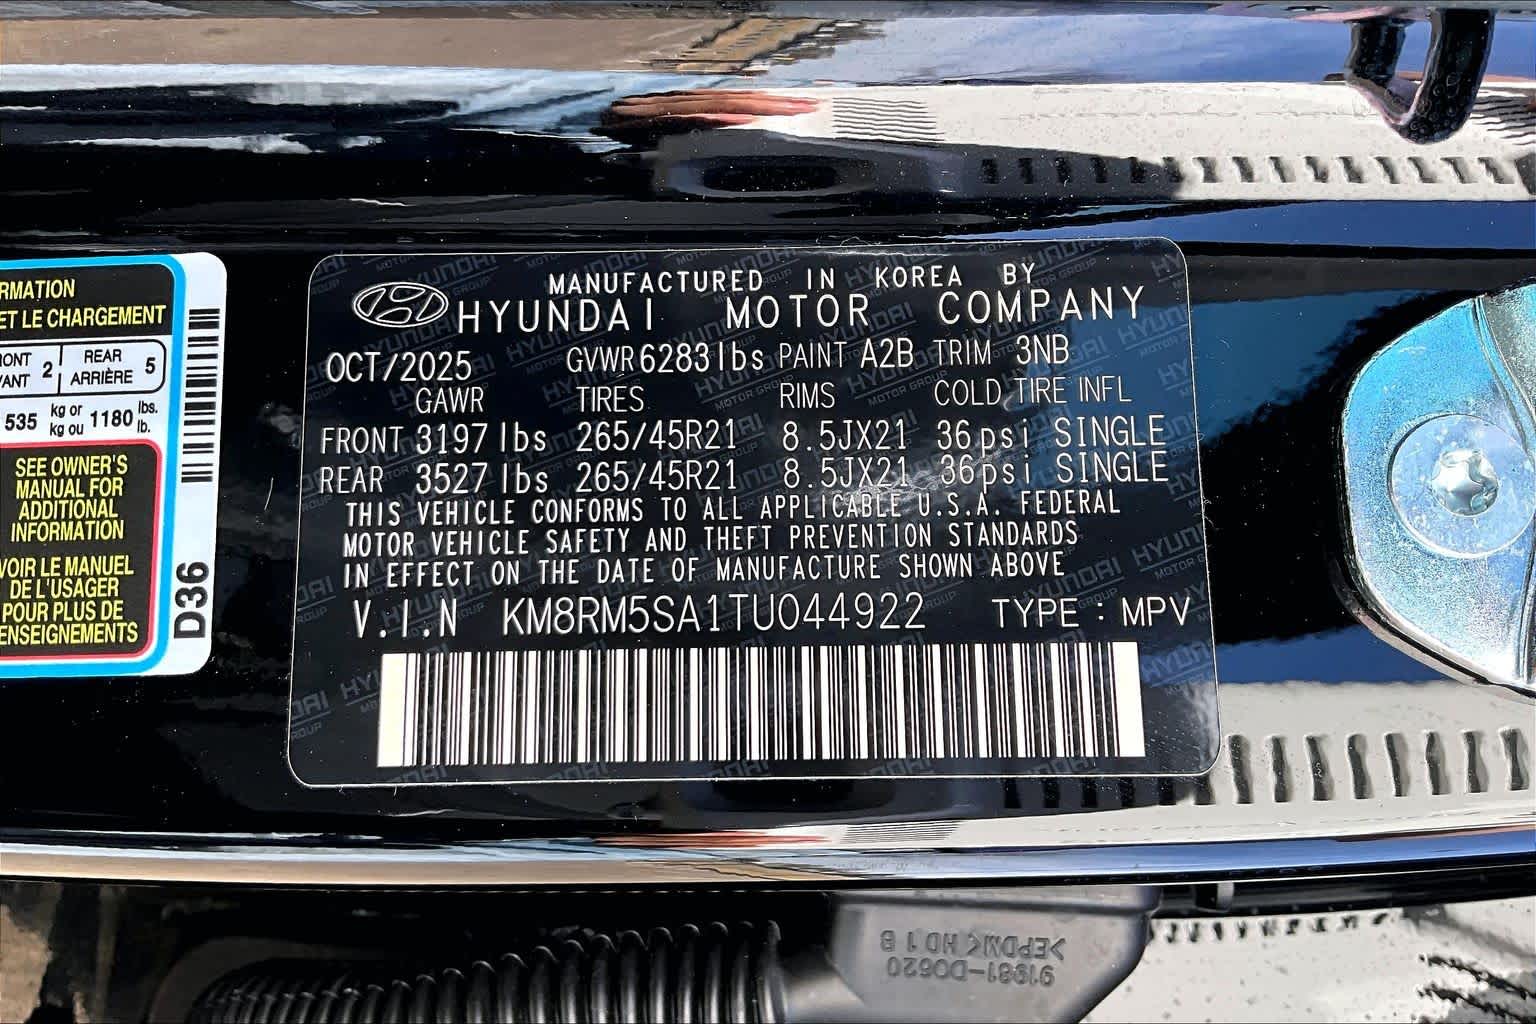 RMATION
ET LE CHARGEMENT
2 REAR 5
ARRIÈRE
535 kg or 1180 lbs.
kg ou lb.
SEE OWNER'S
MANUAL FOR
ADDITIONAL
INFORMATION
VOIR LE MANUEL
DE L'USAGER
POUR PLUS DE
ENSEIGNEMENTS
D36
MANUFACTURED IN KOREA BY
HYUNDAI MOTOR COMPANY
OCT/2025 GVWR 6283 lbs PAINT A2B TRIM 3NB
GAWR TIRES RIMS COLD TIRE INFL
FRONT 3197 lbs 265/45R21 8.5JX21 36psi SINGLE
REAR 3527 lbs 265/45R21 8.5JX21 36psi SINGLE
THIS VEHICLE CONFORMS TO ALL APPLICABLE U.S.A. FEDERAL
MOTOR VEHICLE SAFETY AND THEFT PREVENTION STANDARDS
IN EFFECT ON THE DATE OF MANUFACTURE SHOWN ABOVE
V.I.N KM8RM5SA1TU044922 TYPE : MPV
91981-DO620
>EPDM< HD 1 B